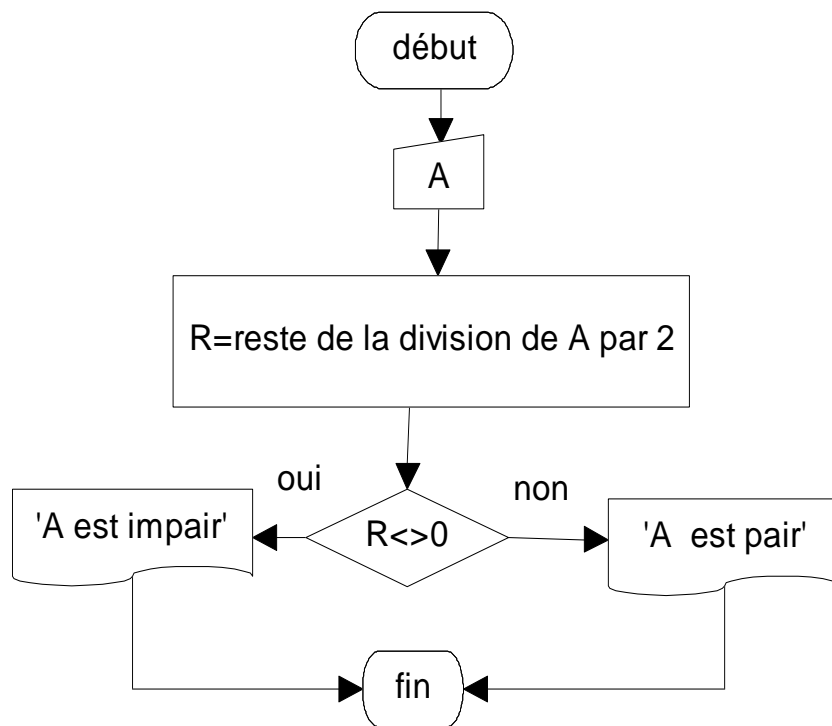 début
A
R=reste de la division de A par 2
oui
non
'A est impair'
R<>0
'A  est pair'
fin